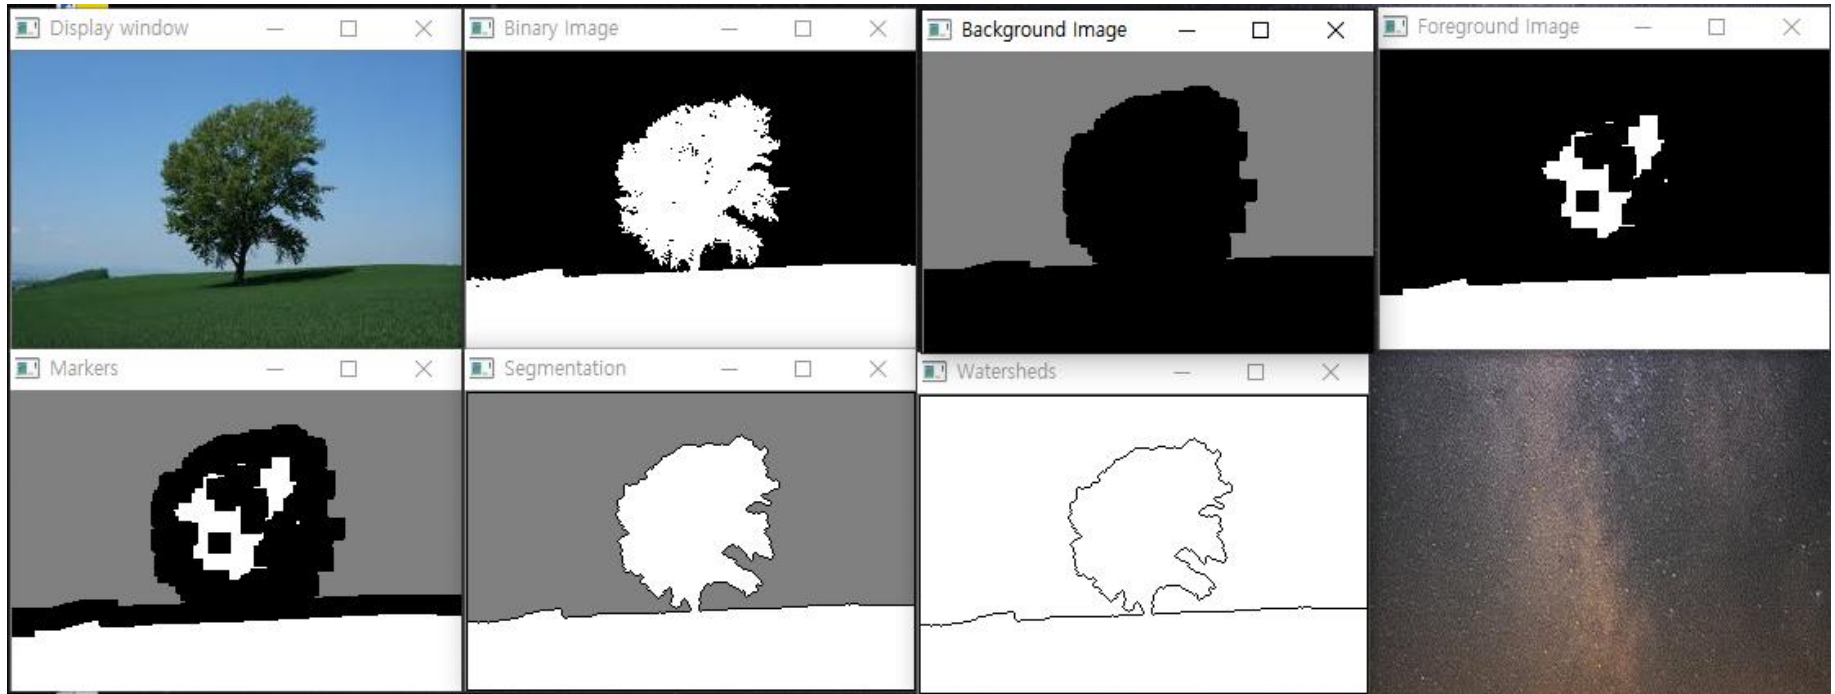 Display window
Binary Image
Background Image
Foreground Image
Markers
Segmentation
Watersheds